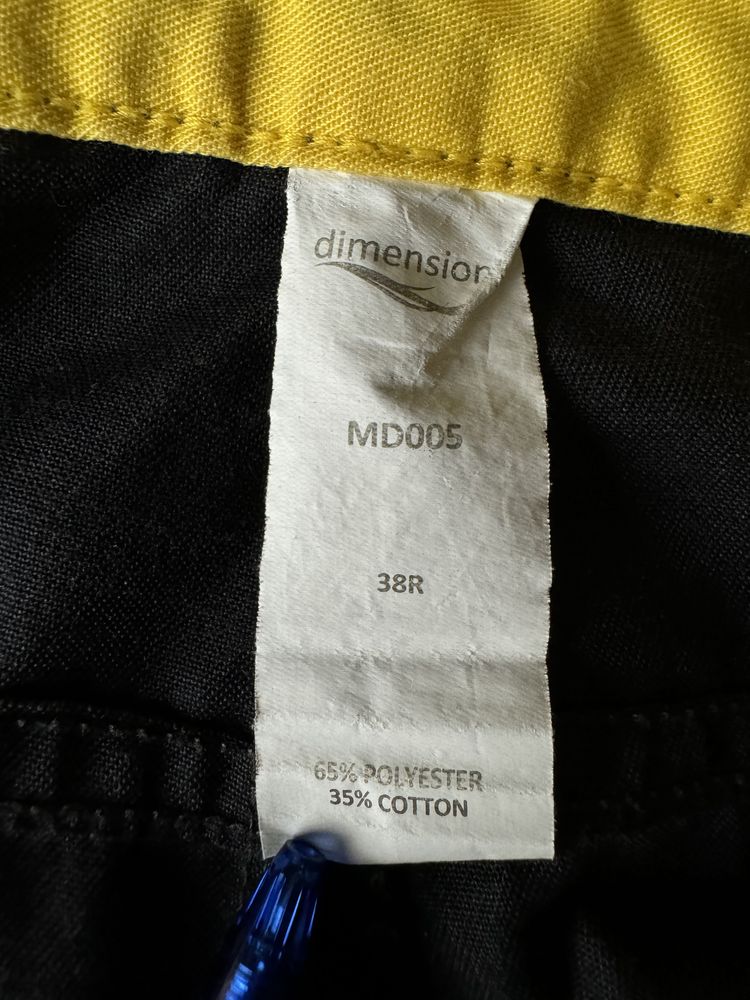 dimension
MD005
38R
65% POLYESTER
35% COTTON